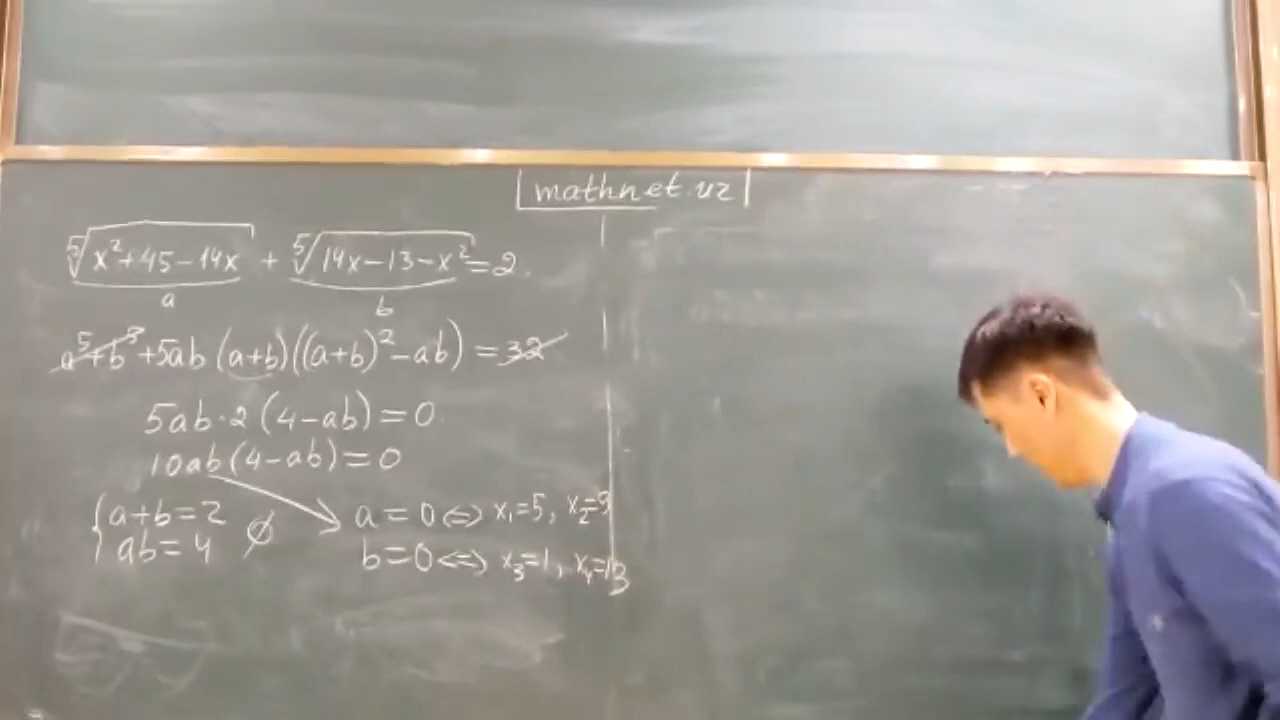 mathnet.uz
⁵√(x²+45-14x) + ⁵√(14x-13-x²) = 2.
a b
a⁵+b⁵+5ab(a+b)((a+b)²-ab) = 32
5ab·2(4-ab)=0.
10ab(4-ab)=0
{a+b=2 a=0 ⇔ x₁=5, x₂=9
ab=4 ∅ b=0 ⇔ x₃=1, x₄=13